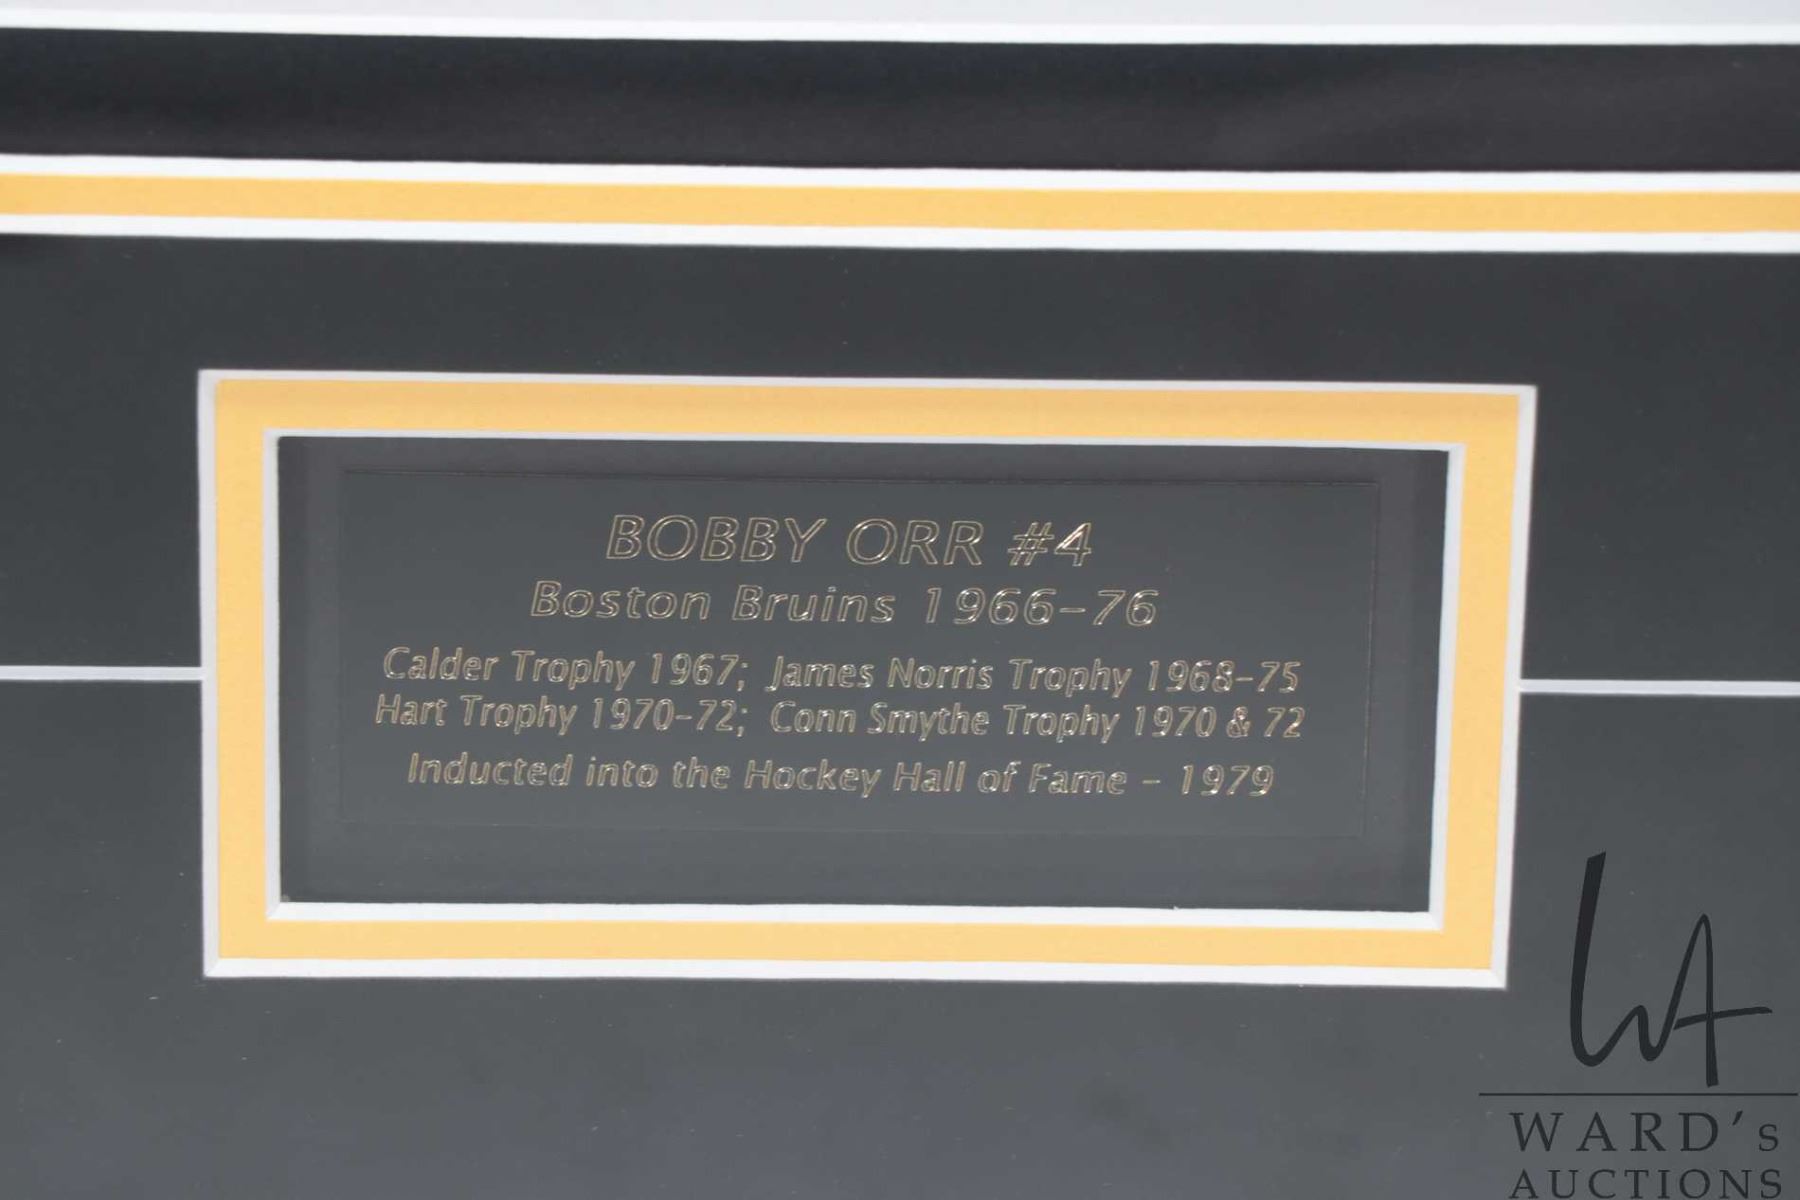 BOBBY ORR #4
Boston Bruins 1966-76
Calder Trophy 1967; James Norris Trophy 1968-75
Hart Trophy 1970-72; Conn Smythe Trophy 1970 & 72
Inducted into the Hockey Hall of Fame - 1979
WA
WARD's
AUCTIONS